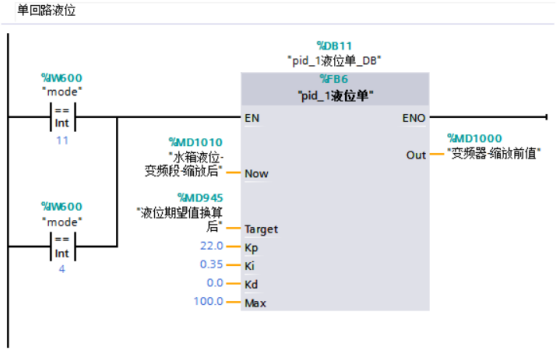 单回路液位
%DB11
"pid_1液位单_DB"
%FB6
"pid_1液位单"
%IW600
"mode"
==
Int
11
EN
ENO
%MD1010
"水箱液位-
变频段-缩放后"
Now
%MD1000
Out
"变频器-缩放前值"
%IW600
"mode"
==
Int
4
%MD945
"液位期望值换算
后"
Target
22.0
Kp
0.35
Ki
0.0
Kd
100.0
Max